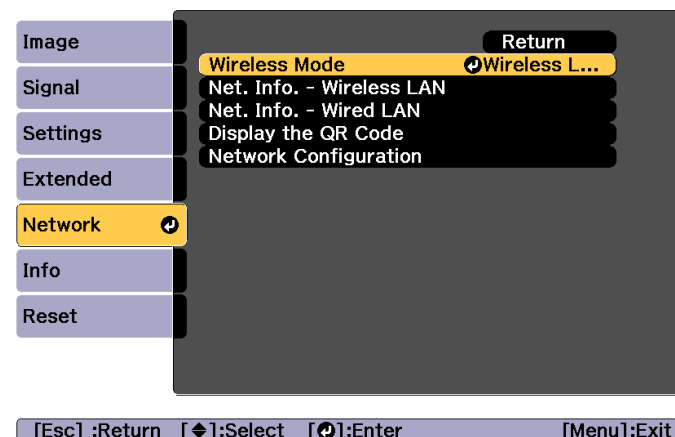 Image
Signal
Settings
Extended
Network
Info
Reset
Return
Wireless Mode Wireless L...
Net. Info. - Wireless LAN
Net. Info. - Wired LAN
Display the QR Code
Network Configuration
[Esc] :Return [◆]:Select [↵]:Enter [Menu]:Exit